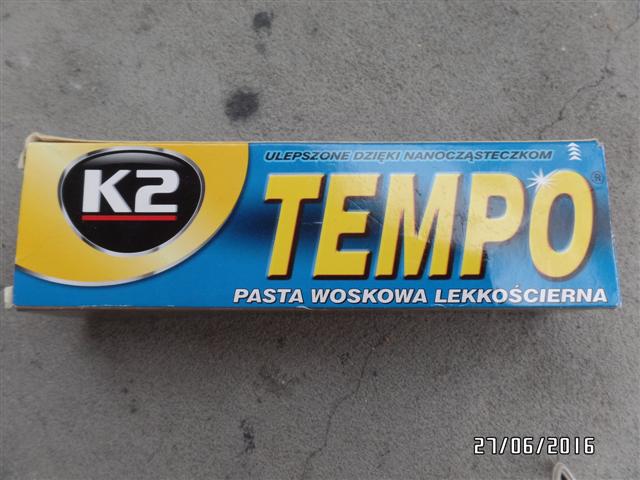 ULEPSZONE DZIĘKI NANOCZĄSTECZKOM
K2
TEMPO®
PASTA WOSKOWA LEKKOŚCIERNA
27/06/2016